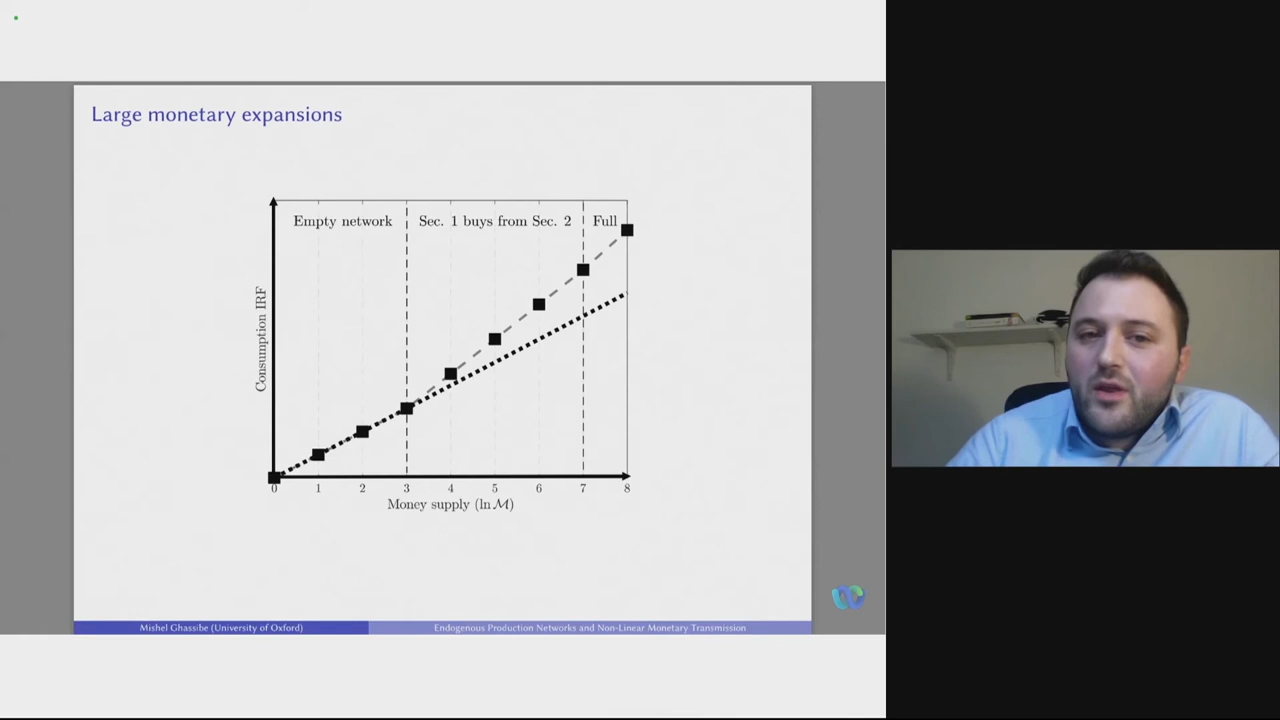 Large monetary expansions
Empty network
Sec. 1 buys from Sec. 2
Full
Consumption IRF
0 1 2 3 4 5 6 7 8
Money supply (ln ℳ)
Mishel Ghassibe (University of Oxford)
Endogenous Production Networks and Non-Linear Monetary Transmission